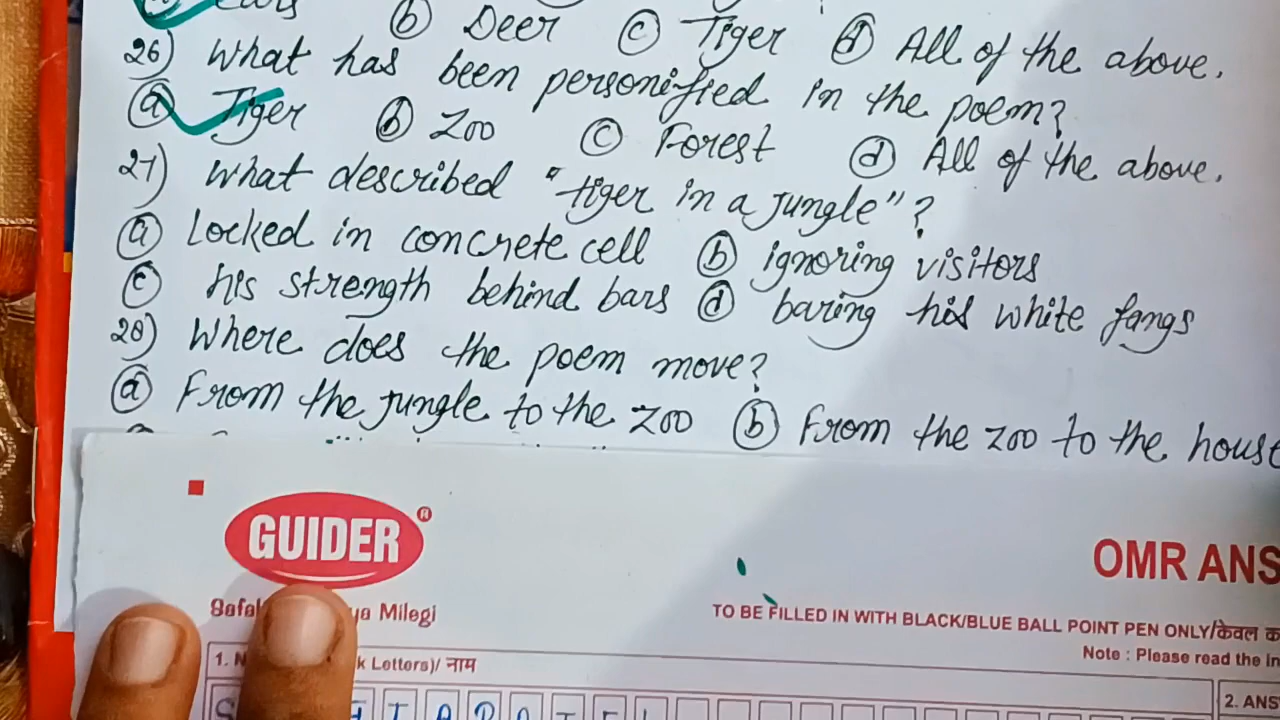 ⓑ Deer ⓒ Tiger ⓓ All of the above.
26) What has been personified in the poem?
ⓐ Tiger ⓑ Zoo ⓒ Forest ⓓ All of the above.
27) What described "tiger in a jungle"?
ⓐ Locked in concrete cell ⓑ ignoring visitors
ⓒ his strength behind bars ⓓ baring his white fangs
28) Where does the poem move?
ⓐ From the jungle to the zoo ⓑ From the zoo to the house
GUIDER®
Milegi
OMR ANS
TO BE FILLED IN WITH BLACK/BLUE BALL POINT PEN ONLY/केवल
Note : Please read the
1. Letters)/ नाम
2. ANS